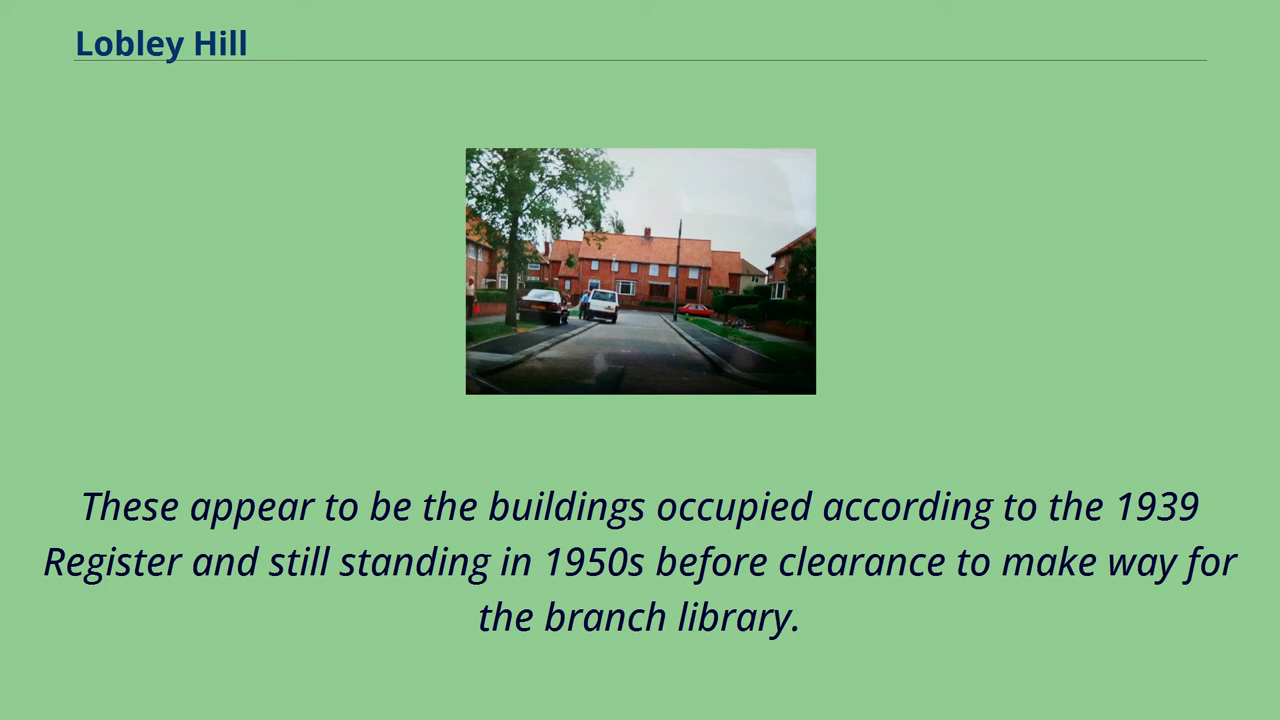 Lobley Hill
These appear to be the buildings occupied according to the 1939
Register and still standing in 1950s before clearance to make way for
the branch library.